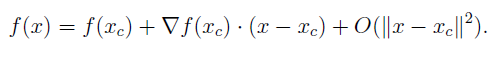 f(x) = f(x_c) + ∇f(x_c) · (x − x_c) + O(‖x − x_c‖²).